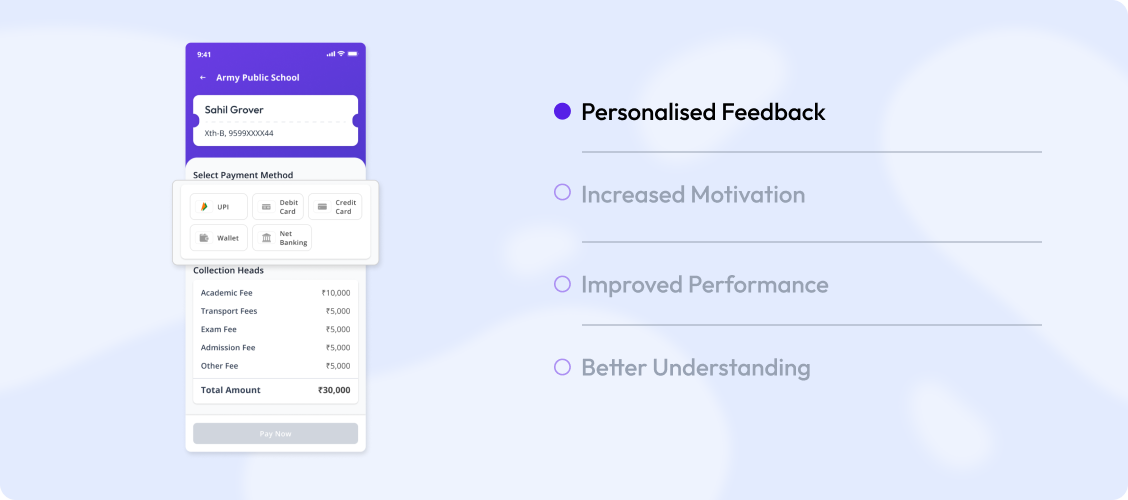 9:41
Army Public School
Sahil Grover
Xth-B, 9599XXXX44
Select Payment Method
UPI
Debit
Card
Credit
Card
Wallet
Net
Banking
Collection Heads
Academic Fee ₹10,000
Transport Fees ₹5,000
Exam Fee ₹5,000
Admission Fee ₹5,000
Other Fee ₹5,000
Total Amount ₹30,000
Pay Now
Personalised Feedback
Increased Motivation
Improved Performance
Better Understanding